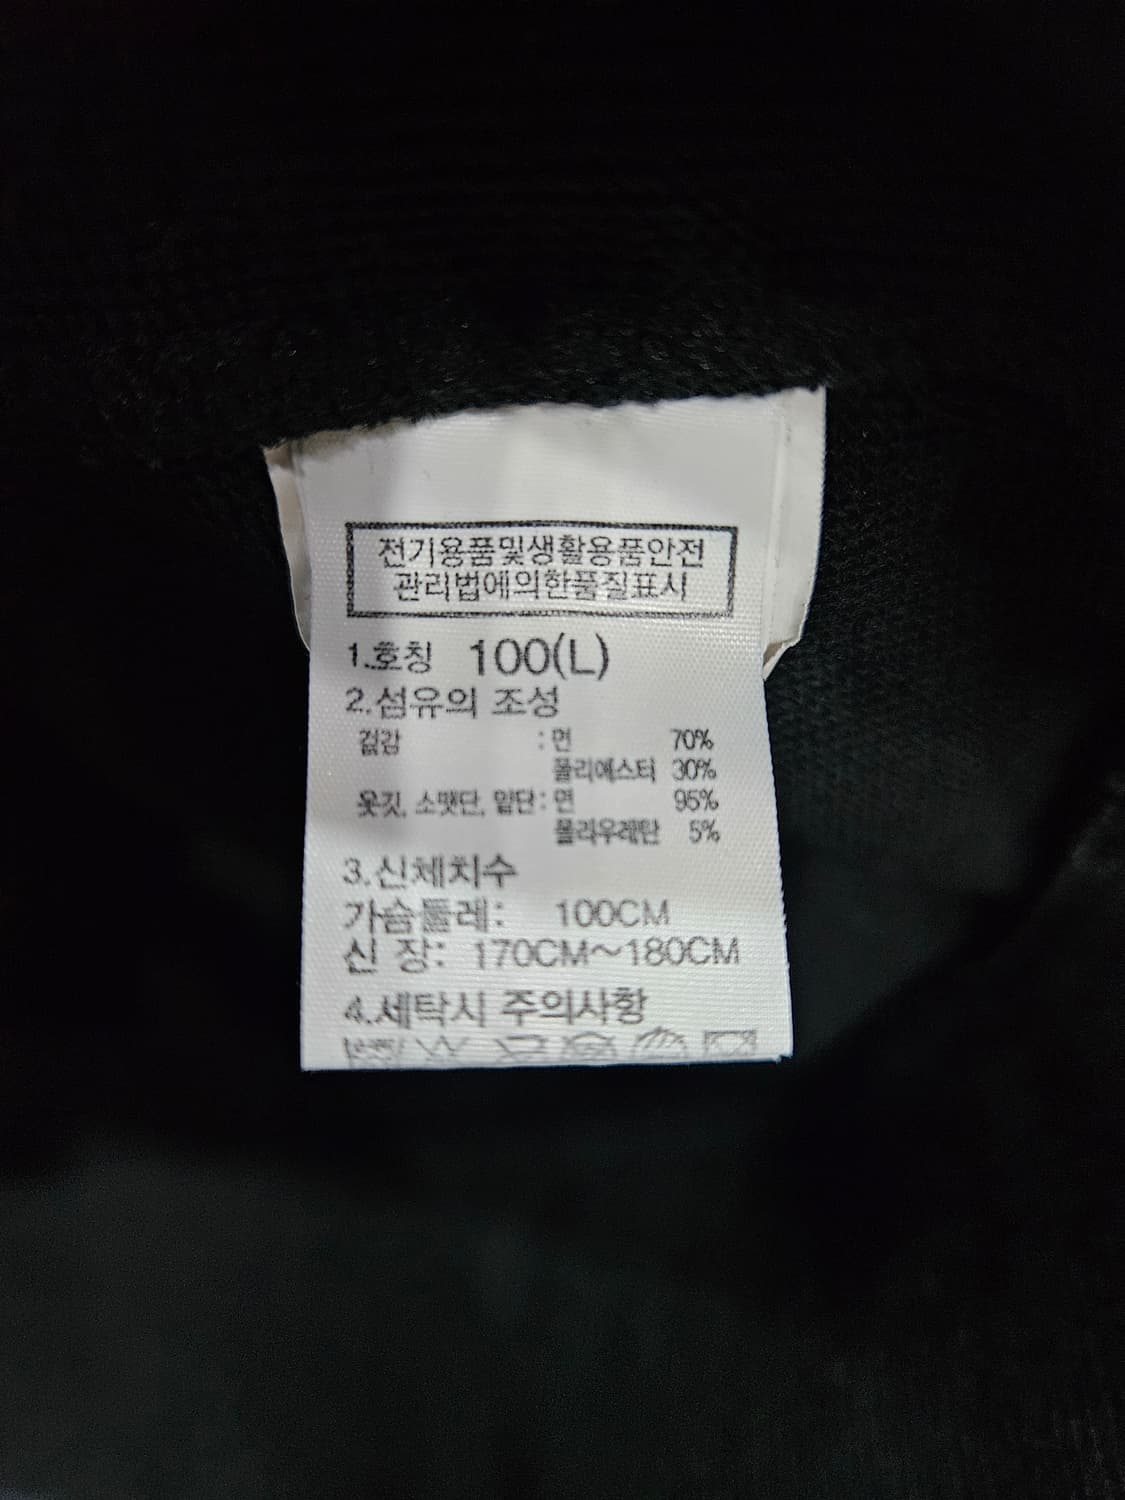 전기용품및생활용품안전
관리법에의한품질표시
1.호칭 100(L)
2.섬유의 조성
겉감 : 면 70%
폴리에스터 30%
옷깃, 소맷단, 밑단 : 면 95%
폴리우레탄 5%
3.신체치수
가슴둘레: 100CM
신 장: 170CM~180CM
4.세탁시 주의사항